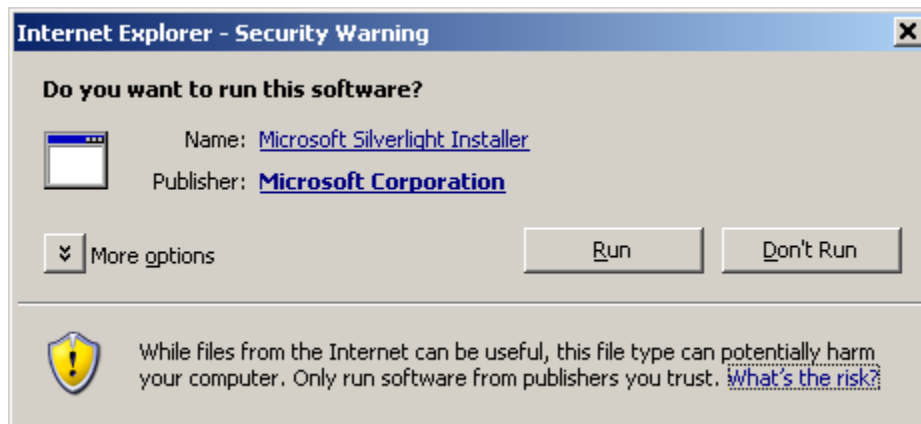 Internet Explorer - Security Warning
Do you want to run this software?
Name: Microsoft Silverlight Installer
Publisher: Microsoft Corporation
More options
Run
Don't Run
While files from the Internet can be useful, this file type can potentially harm
your computer. Only run software from publishers you trust. What's the risk?